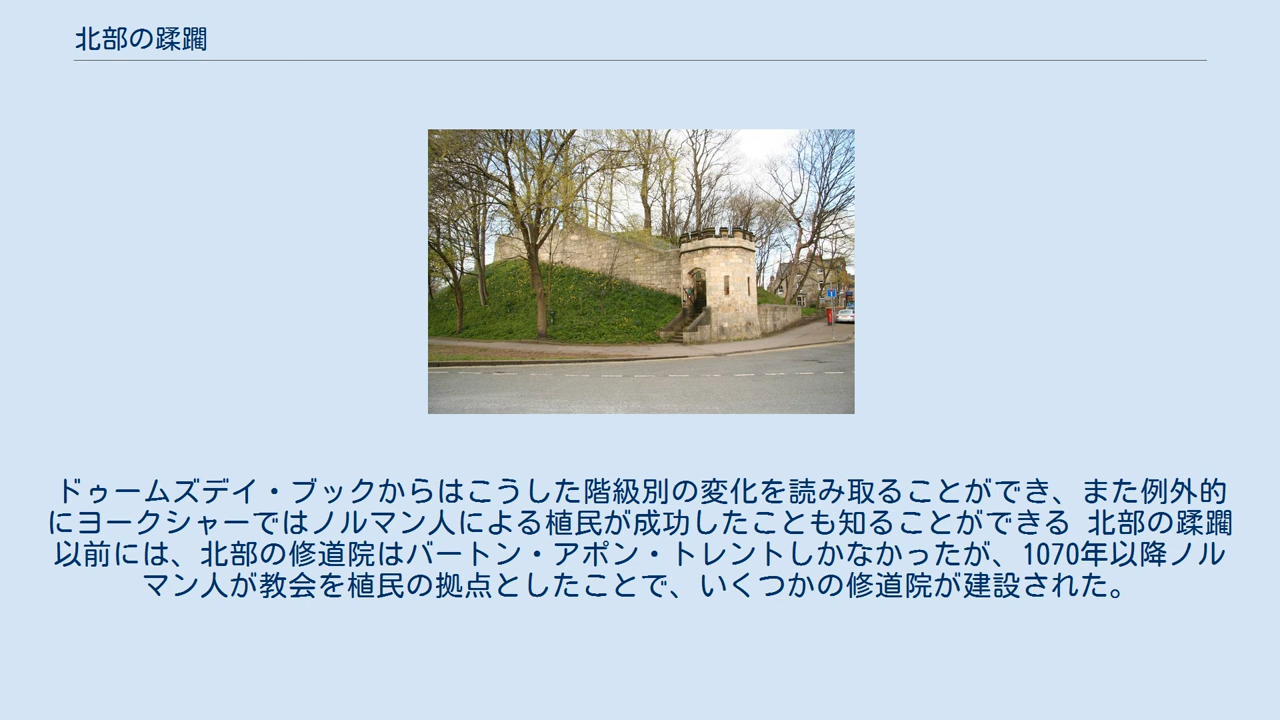 北部の蹂躙
ドゥームズデイ・ブックからはこうした階級別の変化を読み取ることができ、また例外的
にヨークシャーではノルマン人による植民が成功したことも知ることができる 北部の蹂躙
以前には、北部の修道院はバートン・アポン・トレントしかなかったが、1070年以降ノル
マン人が教会を植民の拠点としたことで、いくつかの修道院が建設された。